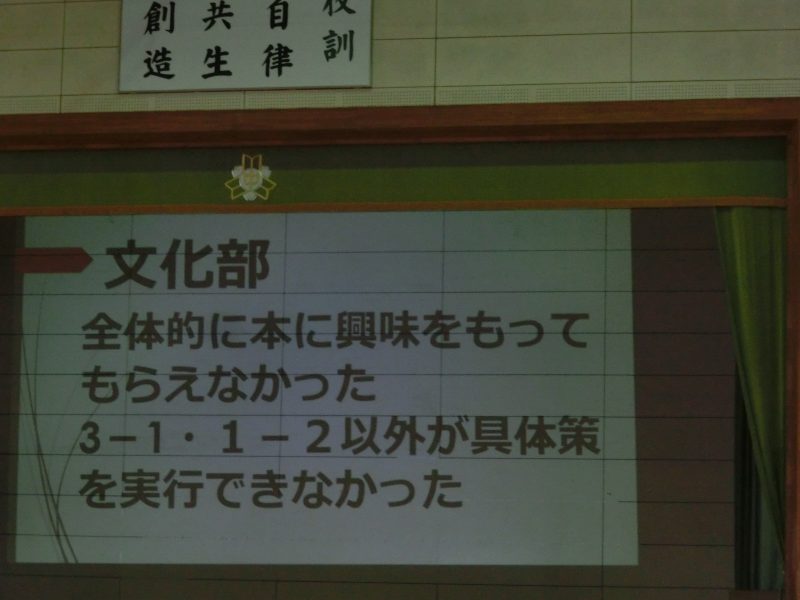 校訓
自律
共生
創造
文化部
全体的に本に興味をもって
もらえなかった
3－1・１－２以外が具体策
を実行できなかった